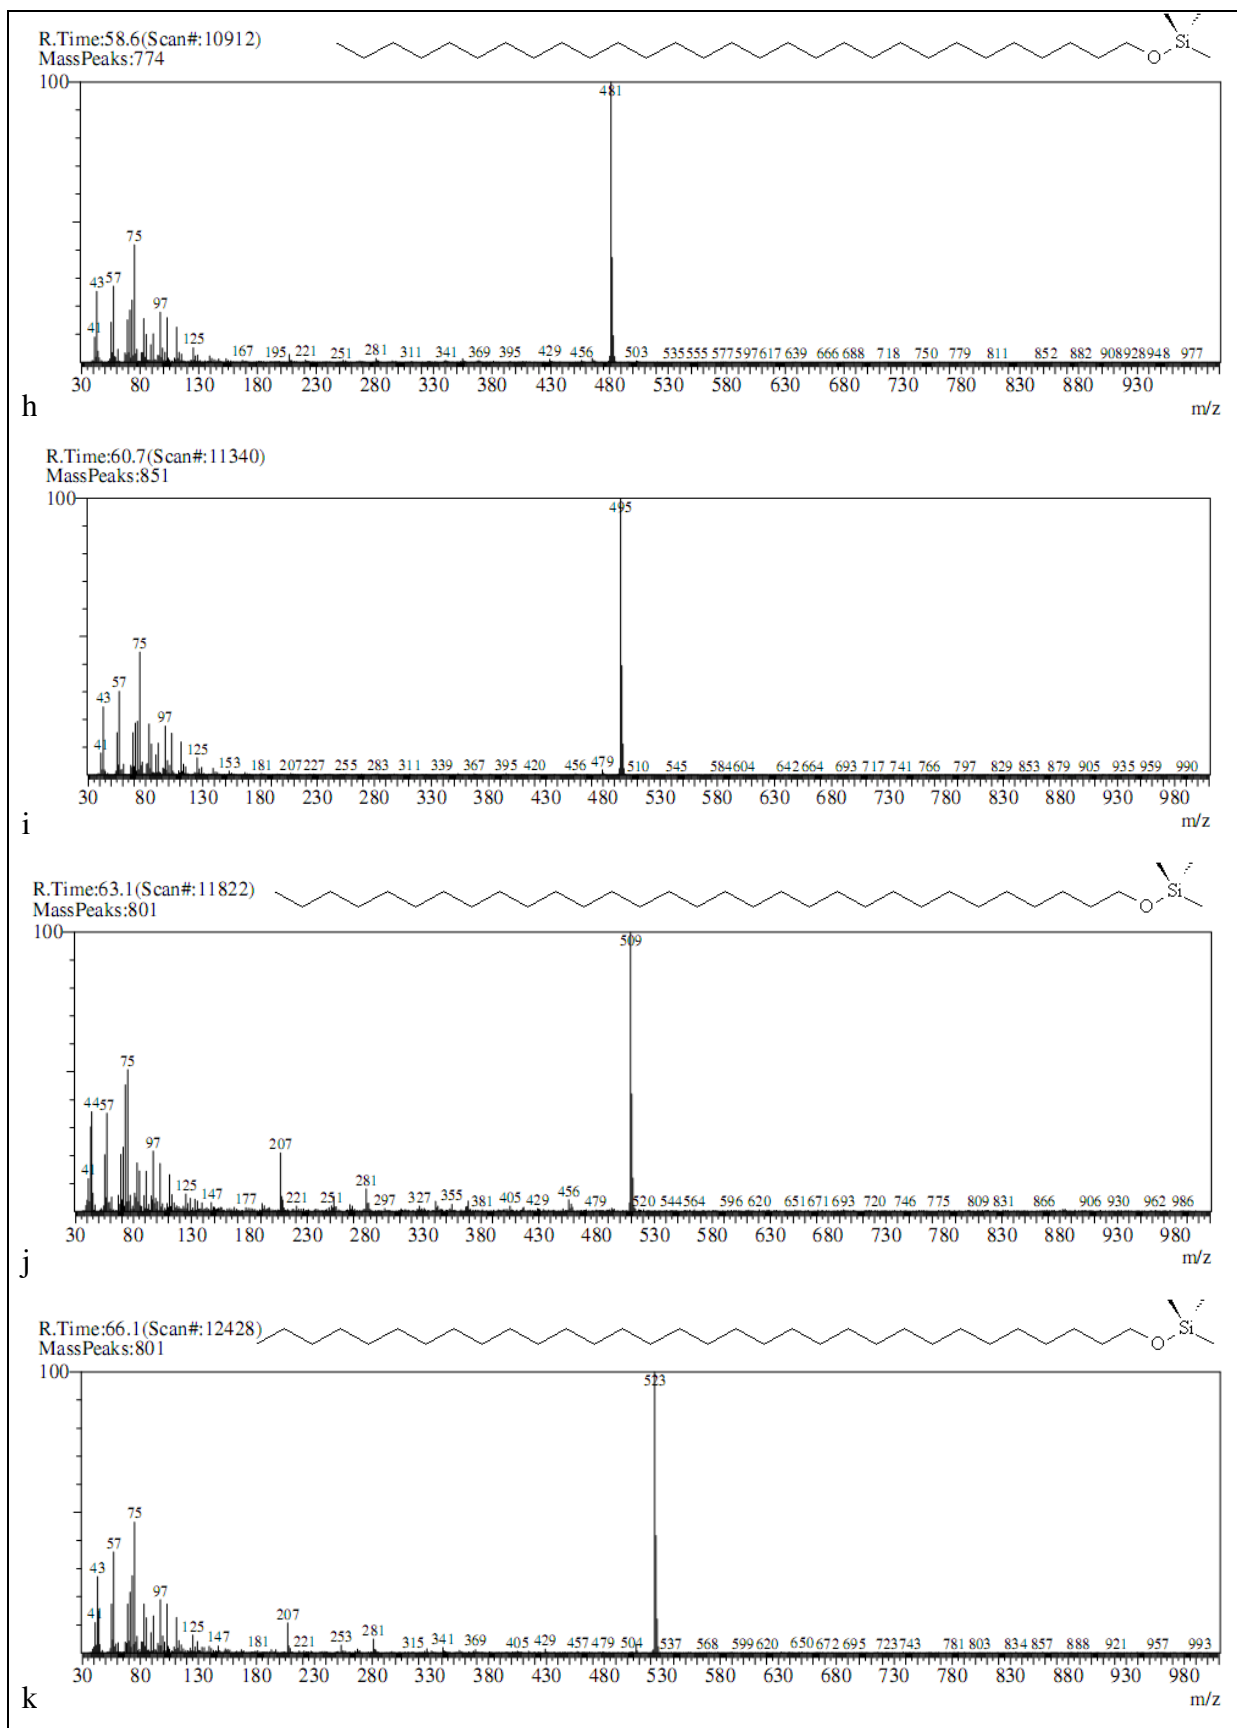 R.Time:58.6(Scan#:10912)
MassPeaks:774
Si
O
100
481
75
43 57
97
41
125
167 195 221 251 281 311 341 369 395 429 456 503 535 555 577 597 617 639 666 688 718 750 779 811 852 882 908 928 948 977
30 80 130 180 230 280 330 380 430 480 530 580 630 680 730 780 830 880 930
h
m/z
R.Time:60.7(Scan#:11340)
MassPeaks:851
100
495
75
57
43
97
41
125
153 181 207 227 255 283 311 339 367 395 420 456 479 510 545 584 604 642 664 693 717 741 766 797 829 853 879 905 935 959 990
30 80 130 180 230 280 330 380 430 480 530 580 630 680 730 780 830 880 930 980
i
m/z
R.Time:63.1(Scan#:11822)
MassPeaks:801
Si
O
100
509
75
44 57
97
207
41
125 147 177 221 251 281 297 327 355 381 405 429 456 479 520 544 564 596 620 651 671 693 720 746 775 809 831 866 906 930 962 986
30 80 130 180 230 280 330 380 430 480 530 580 630 680 730 780 830 880 930 980
j
m/z
R.Time:66.1(Scan#:12428)
MassPeaks:801
Si
O
100
523
75
57
43
97
41
207
125 147 181 221 253 281 315 341 369 405 429 457 479 504 537 568 599 620 650 672 695 723 743 781 803 834 857 888 921 957 993
30 80 130 180 230 280 330 380 430 480 530 580 630 680 730 780 830 880 930 980
k
m/z